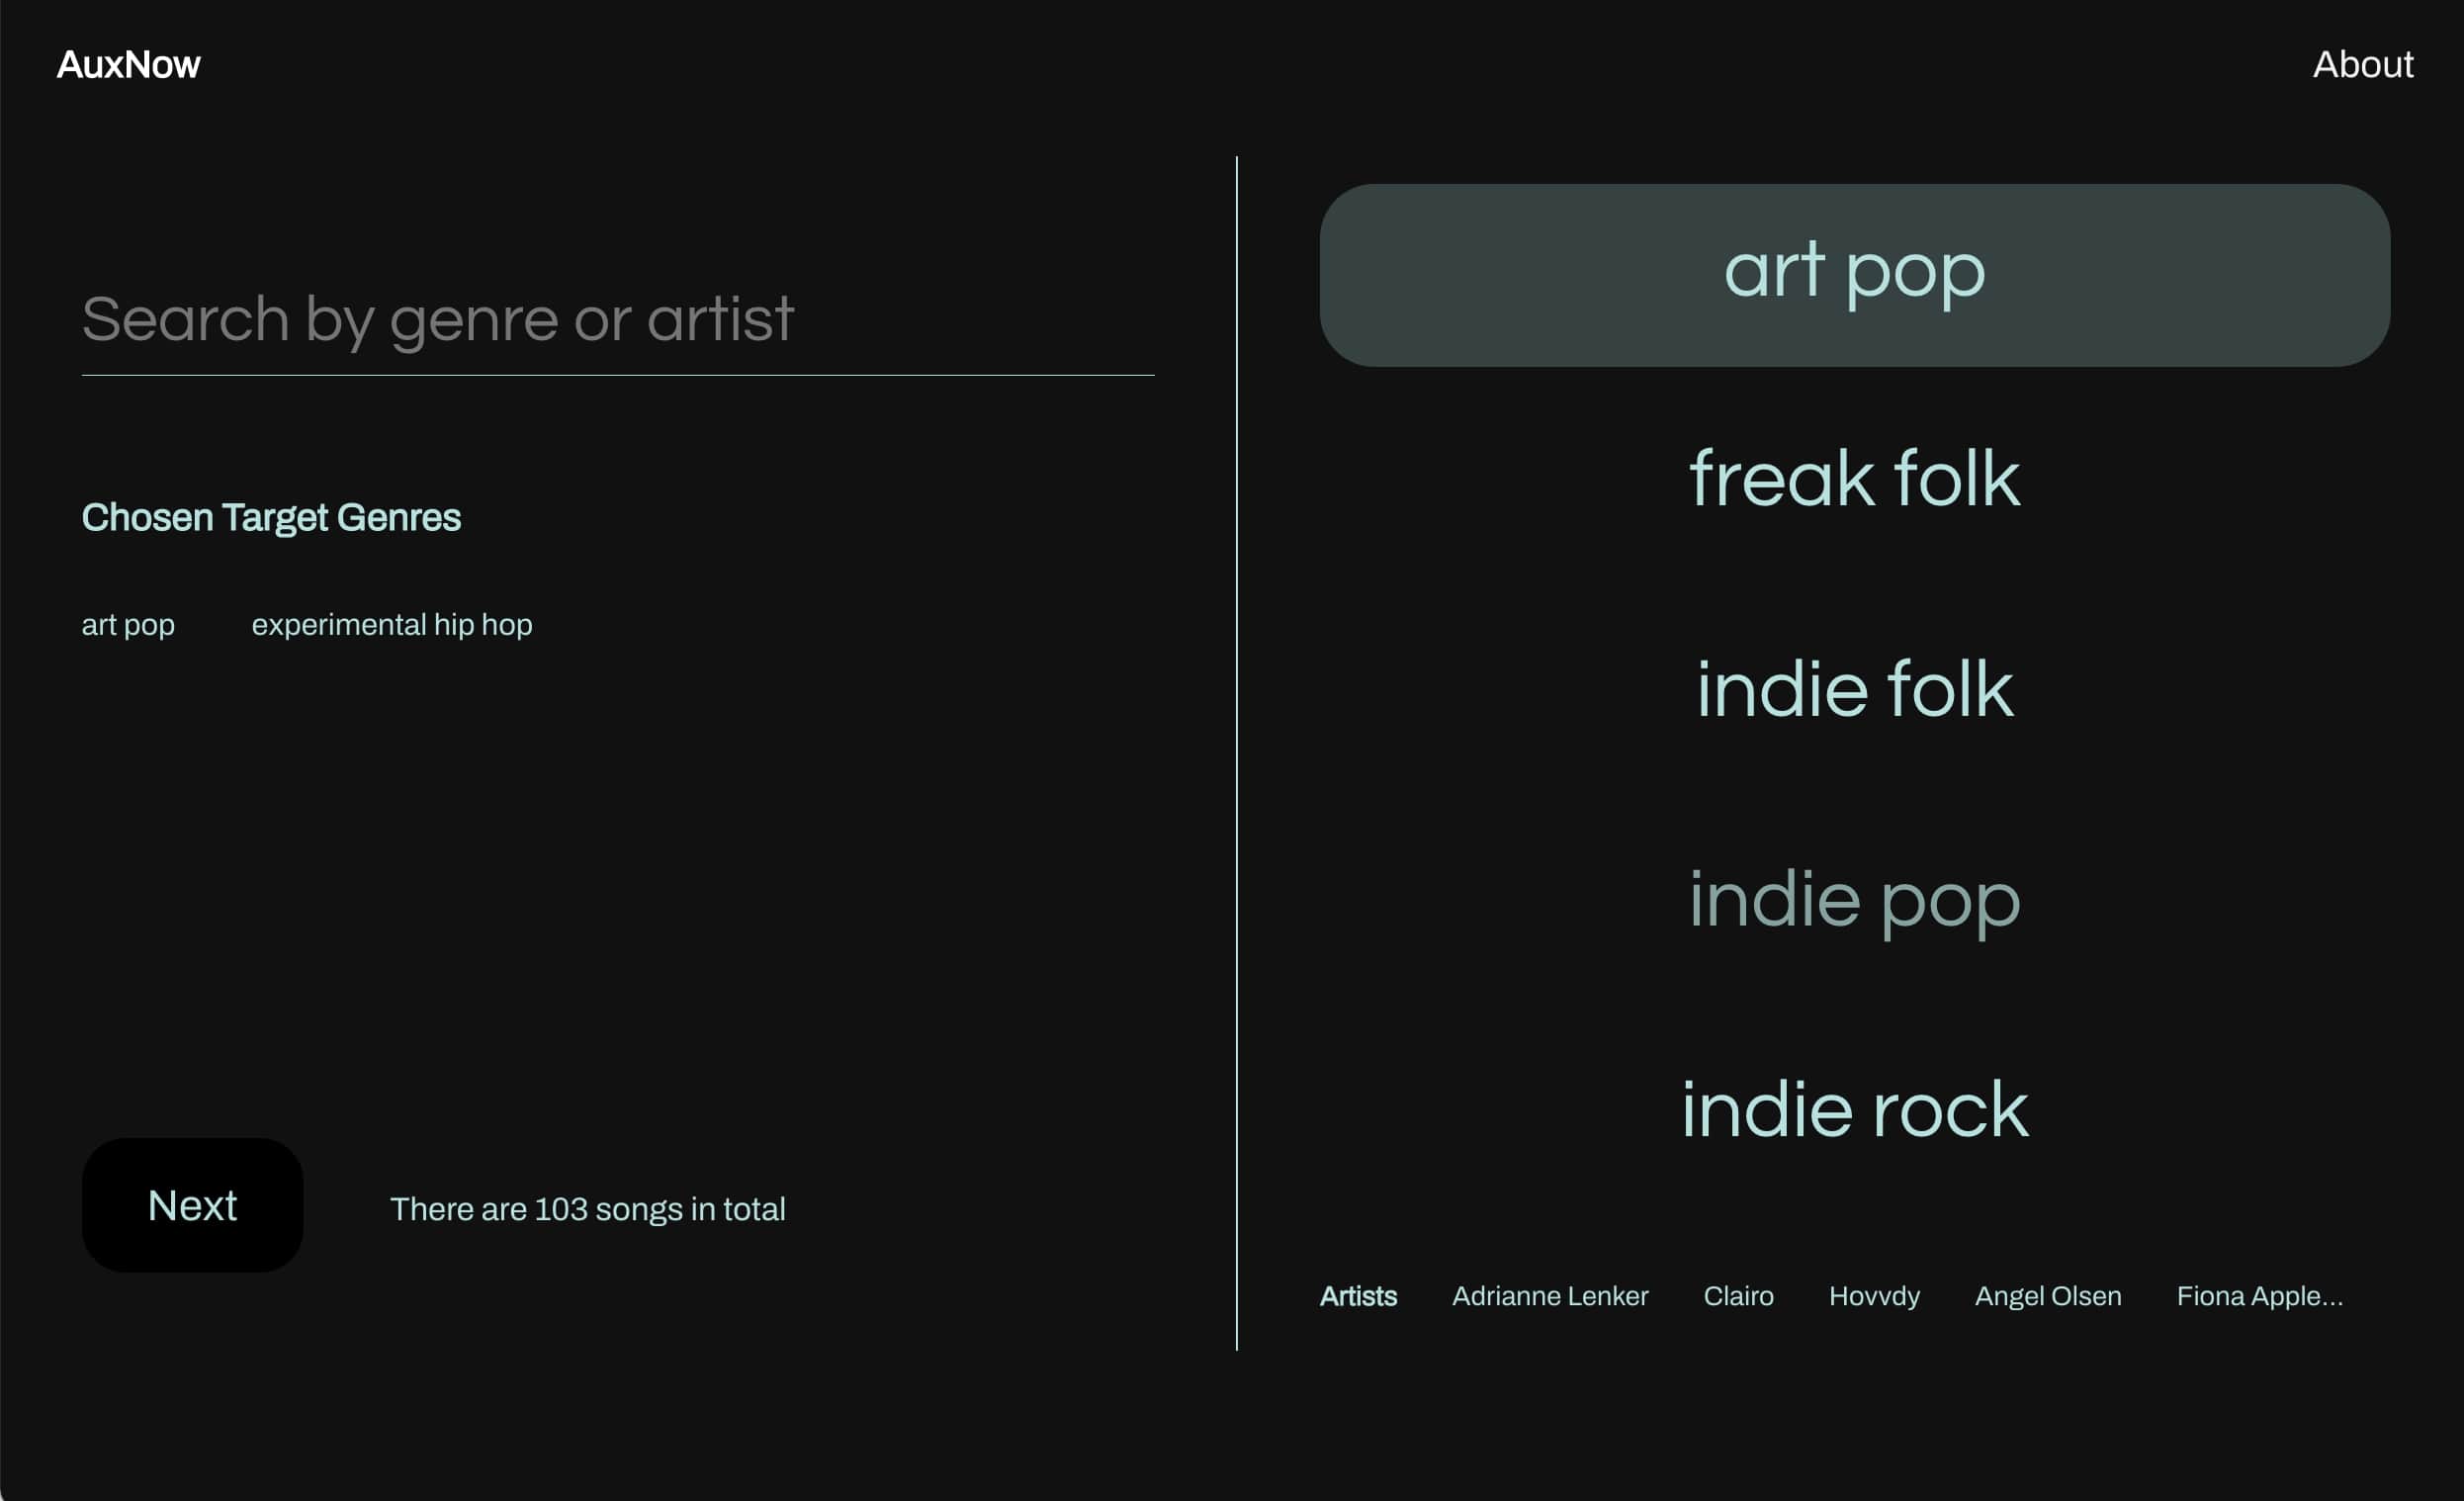 AuxNow
About
Search by genre or artist
Chosen Target Genres
art pop experimental hip hop
Next
There are 103 songs in total
art pop
freak folk
indie folk
indie pop
indie rock
Artists Adrianne Lenker Clairo Hovvdy Angel Olsen Fiona Apple...